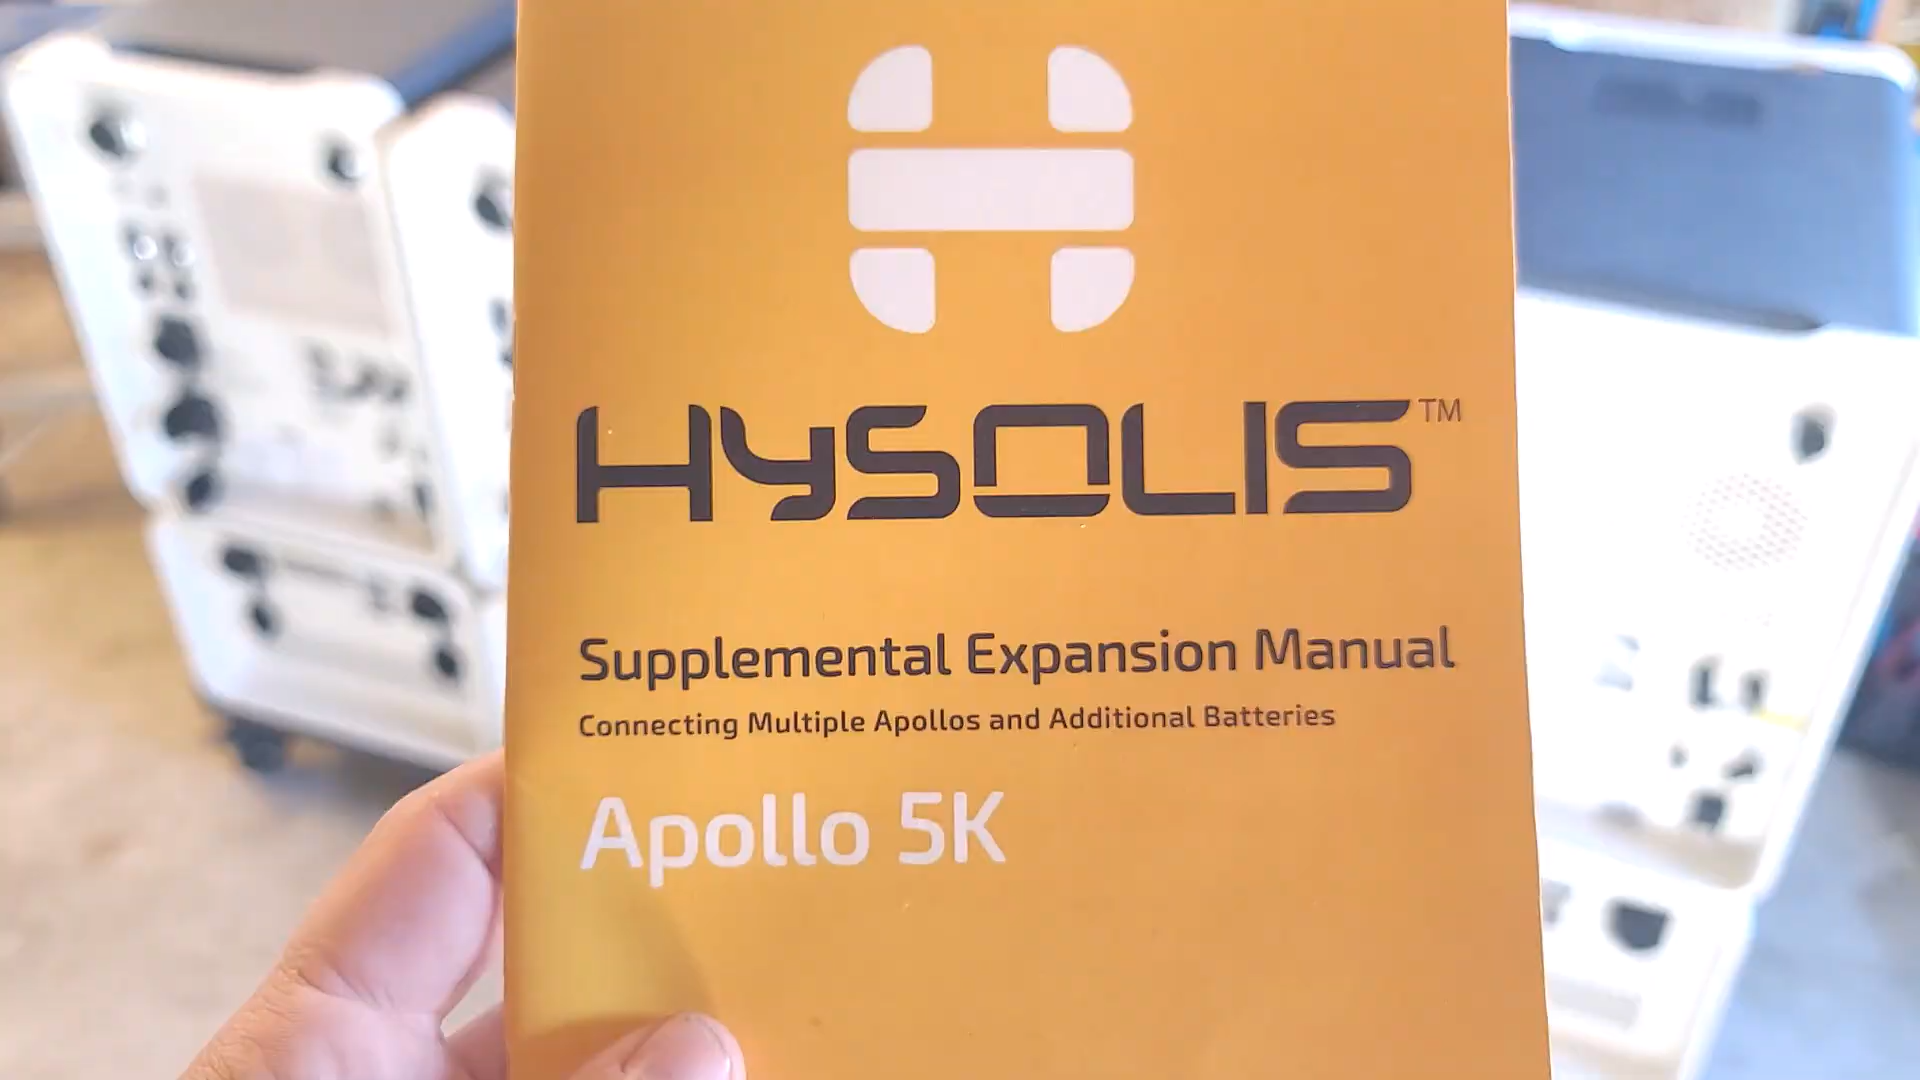 HYSOLIS™
Supplemental Expansion Manual
Connecting Multiple Apollos and Additional Batteries
Apollo 5K